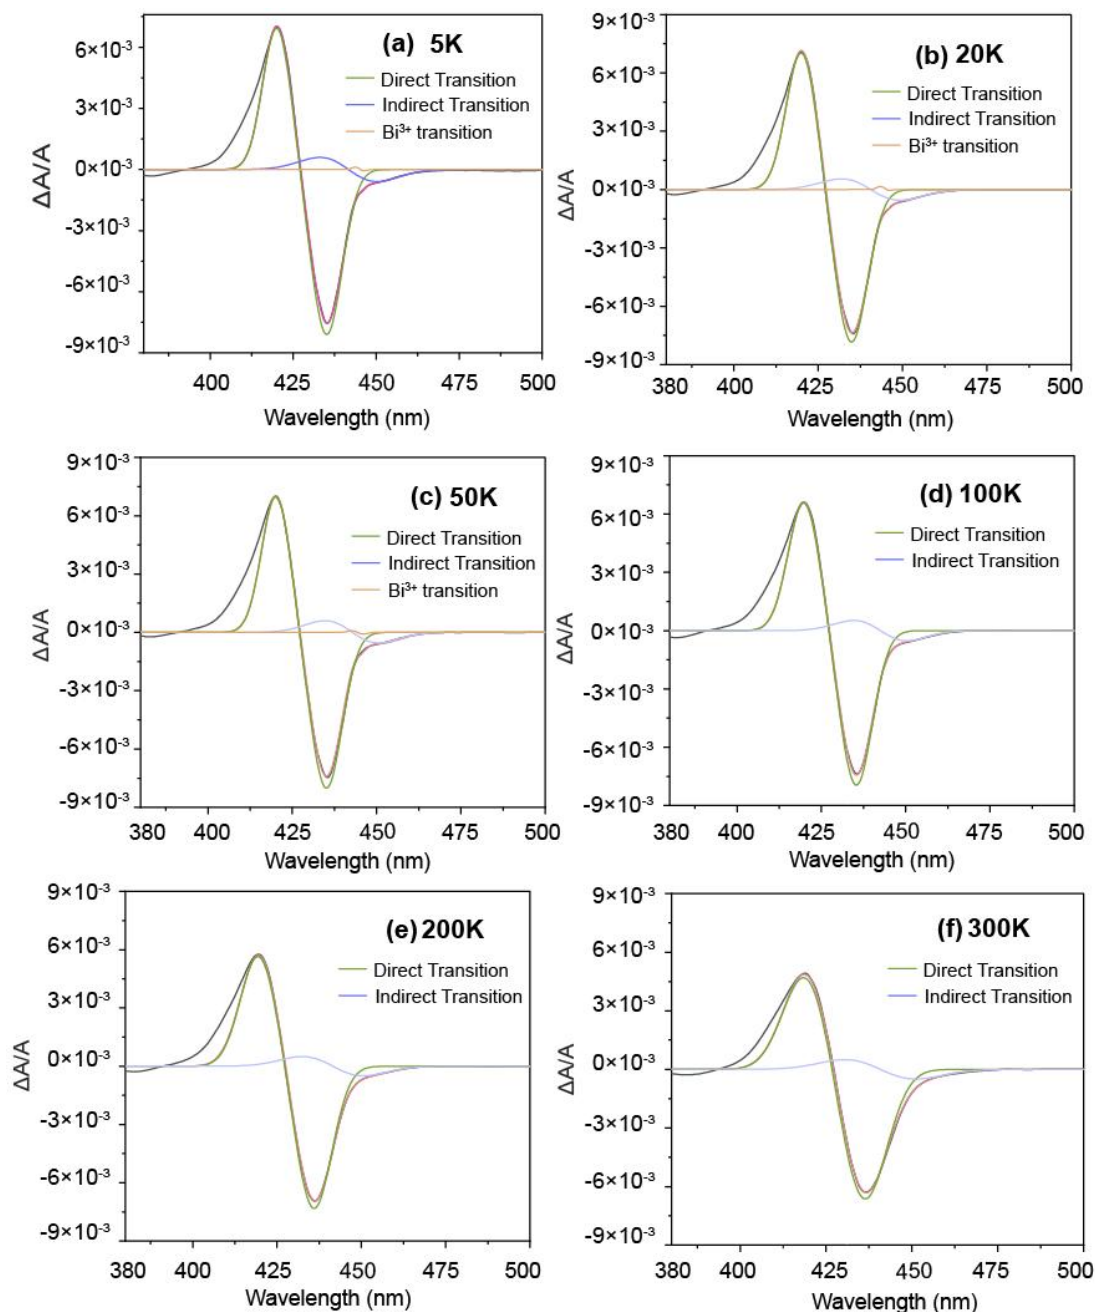 (a) 5K
Direct Transition
Indirect Transition
Bi³⁺ transition
6×10⁻³
3×10⁻³
0×10⁻³
-3×10⁻³
-6×10⁻³
-9×10⁻³
ΔA/A
400 425 450 475 500
Wavelength (nm)
(b) 20K
Direct Transition
Indirect Transition
Bi³⁺ transition
9×10⁻³
6×10⁻³
3×10⁻³
0×10⁻³
-3×10⁻³
-6×10⁻³
-9×10⁻³
ΔA/A
380 400 425 450 475 500
Wavelength (nm)
(c) 50K
Direct Transition
Indirect Transition
Bi³⁺ transition
9×10⁻³
6×10⁻³
3×10⁻³
0×10⁻³
-3×10⁻³
-6×10⁻³
-9×10⁻³
ΔA/A
380 400 425 450 475 500
Wavelength (nm)
(d) 100K
Direct Transition
Indirect Transition
9×10⁻³
6×10⁻³
3×10⁻³
0×10⁻³
-3×10⁻³
-6×10⁻³
-9×10⁻³
ΔA/A
380 400 425 450 475 500
Wavelength (nm)
(e) 200K
Direct Transition
Indirect Transition
9×10⁻³
6×10⁻³
3×10⁻³
0×10⁻³
-3×10⁻³
-6×10⁻³
-9×10⁻³
ΔA/A
380 400 425 450 475 500
Wavelength (nm)
(f) 300K
Direct Transition
Indirect Transition
9×10⁻³
6×10⁻³
3×10⁻³
0×10⁻³
-3×10⁻³
-6×10⁻³
-9×10⁻³
ΔA/A
380 400 425 450 475 500
Wavelength (nm)